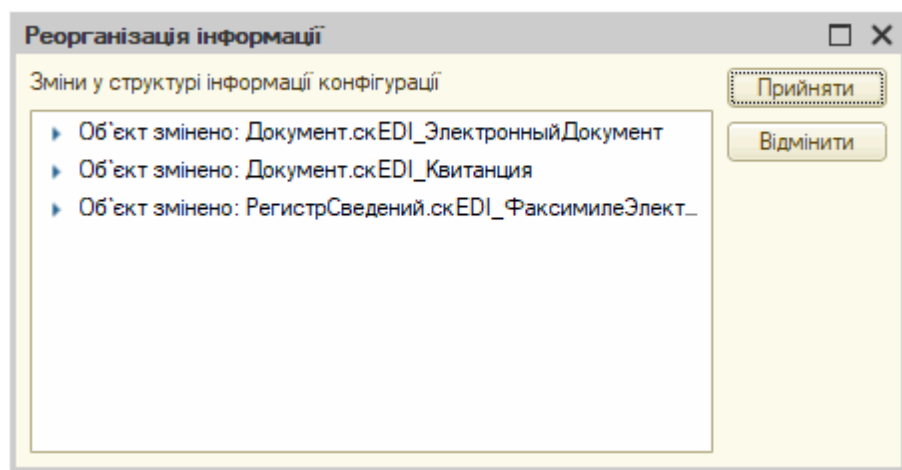 Реорганізація інформації
Зміни у структурі інформації конфігурації
Об`єкт змінено: Документ.скEDI_ЭлектронныйДокумент
Об`єкт змінено: Документ.скEDI_Квитанция
Об`єкт змінено: РегистрСведений.скEDI_ФаксимилеЭлект...
Прийняти
Відмінити